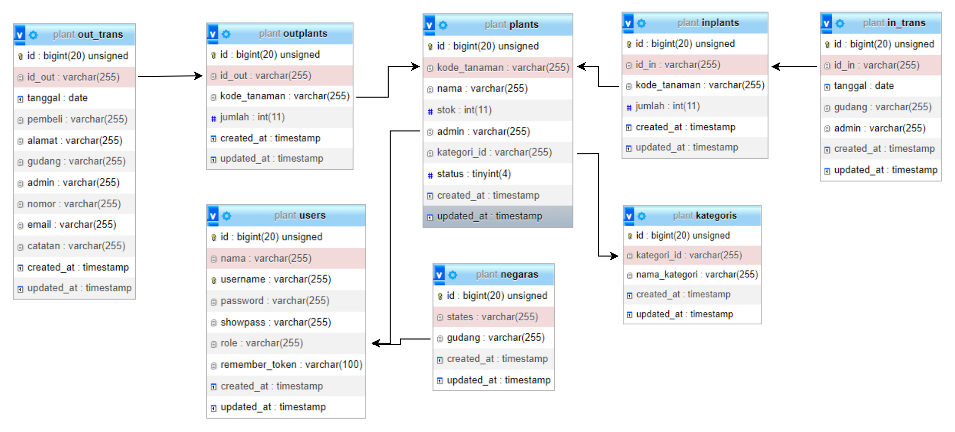 plant out_trans
id : bigint(20) unsigned
id_out : varchar(255)
tanggal : date
pembeli : varchar(255)
alamat : varchar(255)
gudang : varchar(255)
admin : varchar(255)
nomor : varchar(255)
email : varchar(255)
catatan : varchar(255)
created_at : timestamp
updated_at : timestamp
plant outplants
id : bigint(20) unsigned
id_out : varchar(255)
kode_tanaman : varchar(255)
jumlah : int(11)
created_at : timestamp
updated_at : timestamp
plant plants
id : bigint(20) unsigned
kode_tanaman : varchar(255)
nama : varchar(255)
stok : int(11)
admin : varchar(255)
kategori_id : varchar(255)
status : tinyint(4)
created_at : timestamp
updated_at : timestamp
plant inplants
id : bigint(20) unsigned
id_in : varchar(255)
kode_tanaman : varchar(255)
jumlah : int(11)
created_at : timestamp
updated_at : timestamp
plant in_trans
id : bigint(20) unsigned
id_in : varchar(255)
tanggal : date
gudang : varchar(255)
admin : varchar(255)
created_at : timestamp
updated_at : timestamp
plant users
id : bigint(20) unsigned
nama : varchar(255)
username : varchar(255)
password : varchar(255)
showpass : varchar(255)
role : varchar(255)
remember_token : varchar(100)
created_at : timestamp
updated_at : timestamp
plant negaras
id : bigint(20) unsigned
states : varchar(255)
gudang : varchar(255)
created_at : timestamp
updated_at : timestamp
plant kategoris
id : bigint(20) unsigned
kategori_id : varchar(255)
nama_kategori : varchar(255)
created_at : timestamp
updated_at : timestamp